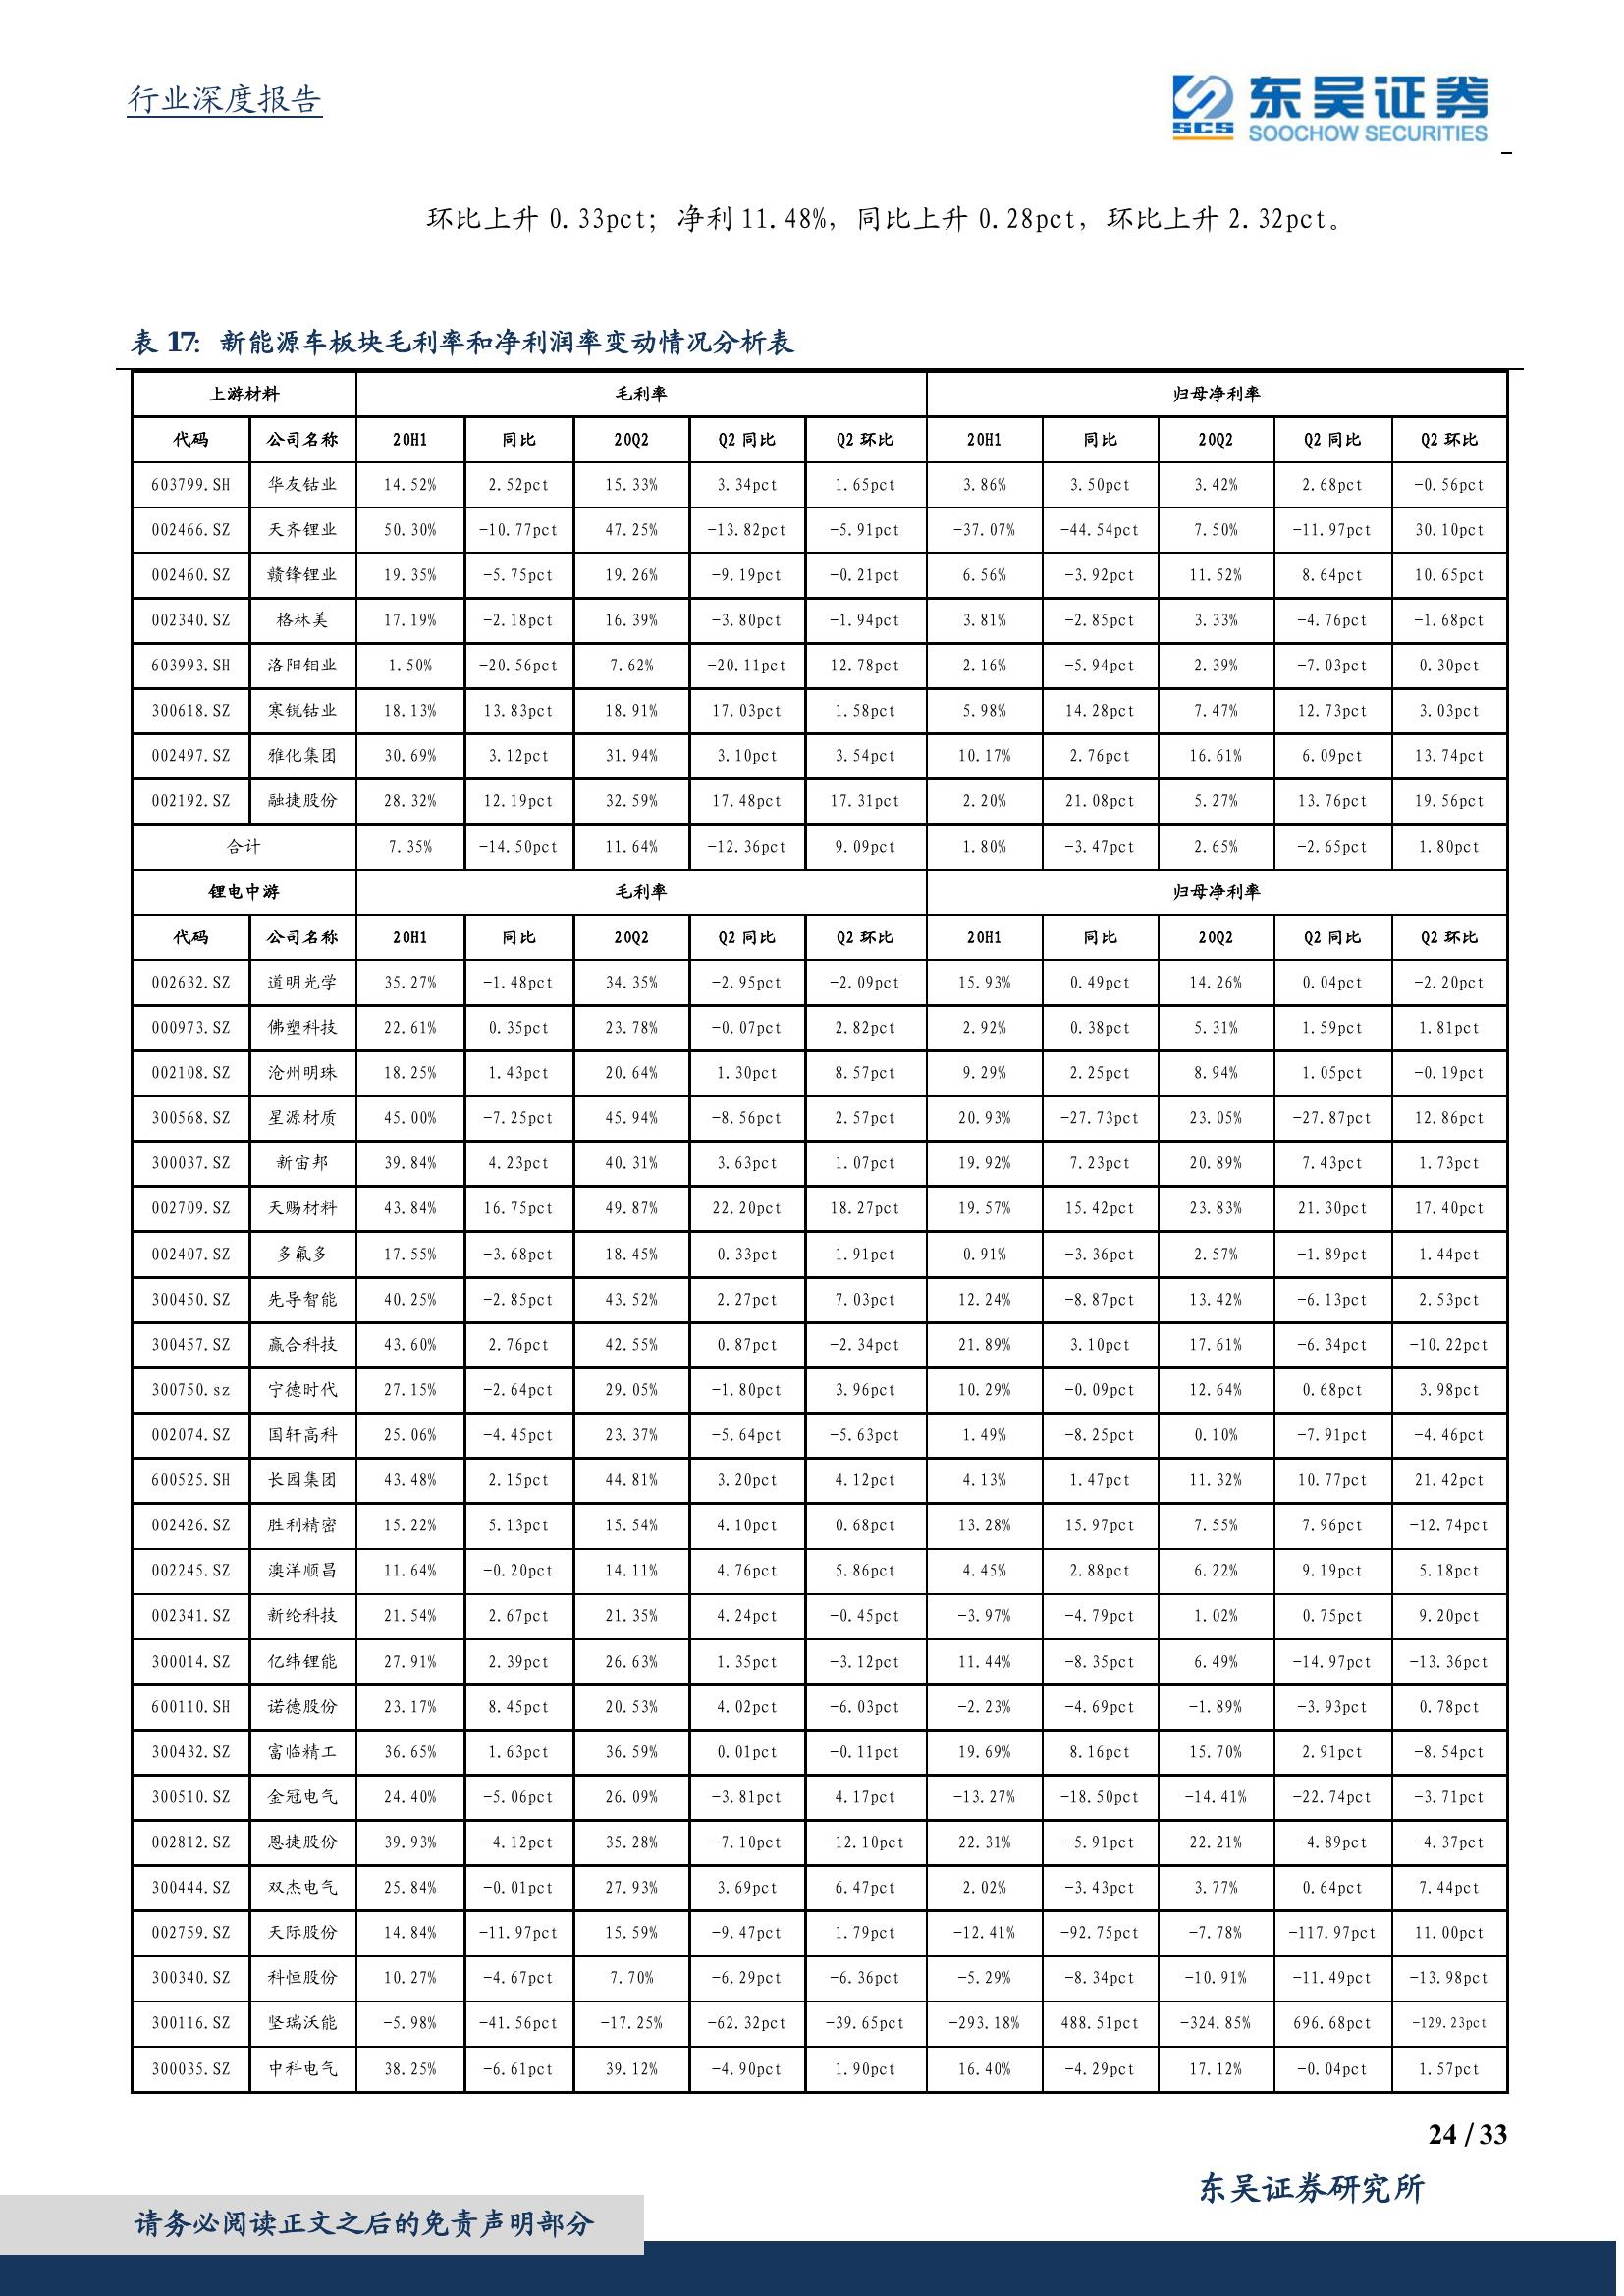 行业深度报告
SCS 东吴证券
SOOCHOW SECURITIES
环比上升 0.33pct；净利 11.48%，同比上升 0.28pct，环比上升 2.32pct。
表 17：新能源车板块毛利率和净利润率变动情况分析表
上游材料 毛利率 归母净利率
代码 公司名称 20H1 同比 20Q2 Q2 同比 Q2 环比 20H1 同比 20Q2 Q2 同比 Q2 环比
603799.SH 华友钴业 14.52% 2.52pct 15.33% 3.34pct 1.65pct 3.86% 3.50pct 3.42% 2.68pct -0.56pct
002466.SZ 天齐锂业 50.30% -10.77pct 47.25% -13.82pct -5.91pct -37.07% -44.54pct 7.50% -11.97pct 30.10pct
002460.SZ 赣锋锂业 19.35% -5.75pct 19.26% -9.19pct -0.21pct 6.56% -3.92pct 11.52% 8.64pct 10.65pct
002340.SZ 格林美 17.19% -2.18pct 16.39% -3.80pct -1.94pct 3.81% -2.85pct 3.33% -4.76pct -1.68pct
603993.SH 洛阳钼业 1.50% -20.56pct 7.62% -20.11pct 12.78pct 2.16% -5.94pct 2.39% -7.03pct 0.30pct
300618.SZ 寒锐钴业 18.13% 13.83pct 18.91% 17.03pct 1.58pct 5.98% 14.28pct 7.47% 12.73pct 3.03pct
002497.SZ 雅化集团 30.69% 3.12pct 31.94% 3.10pct 3.54pct 10.17% 2.76pct 16.61% 6.09pct 13.74pct
002192.SZ 融捷股份 28.32% 12.19pct 32.59% 17.48pct 17.31pct 2.20% 21.08pct 5.27% 13.76pct 19.56pct
合计 7.35% -14.50pct 11.64% -12.36pct 9.09pct 1.80% -3.47pct 2.65% -2.65pct 1.80pct
锂电中游 毛利率 归母净利率
代码 公司名称 20H1 同比 20Q2 Q2 同比 Q2 环比 20H1 同比 20Q2 Q2 同比 Q2 环比
002632.SZ 道明光学 35.27% -1.48pct 34.35% -2.95pct -2.09pct 15.93% 0.49pct 14.26% 0.04pct -2.20pct
000973.SZ 佛塑科技 22.61% 0.35pct 23.78% -0.07pct 2.82pct 2.92% 0.38pct 5.31% 1.59pct 1.81pct
002108.SZ 沧州明珠 18.25% 1.43pct 20.64% 1.30pct 8.57pct 9.29% 2.25pct 8.94% 1.05pct -0.19pct
300568.SZ 星源材质 45.00% -7.25pct 45.94% -8.56pct 2.57pct 20.93% -27.73pct 23.05% -27.87pct 12.86pct
300037.SZ 新宙邦 39.84% 4.23pct 40.31% 3.63pct 1.07pct 19.92% 7.23pct 20.89% 7.43pct 1.73pct
002709.SZ 天赐材料 43.84% 16.75pct 49.87% 22.20pct 18.27pct 19.57% 15.42pct 23.83% 21.30pct 17.40pct
002407.SZ 多氟多 17.55% -3.68pct 18.45% 0.33pct 1.91pct 0.91% -3.36pct 2.57% -1.89pct 1.44pct
300450.SZ 先导智能 40.25% -2.85pct 43.52% 2.27pct 7.03pct 12.24% -8.87pct 13.42% -6.13pct 2.53pct
300457.SZ 赢合科技 43.60% 2.76pct 42.55% 0.87pct -2.34pct 21.89% 3.10pct 17.61% -6.34pct -10.22pct
300750.sz 宁德时代 27.15% -2.64pct 29.05% -1.80pct 3.96pct 10.29% -0.09pct 12.64% 0.68pct 3.98pct
002074.SZ 国轩高科 25.06% -4.45pct 23.37% -5.64pct -5.63pct 1.49% -8.25pct 0.10% -7.91pct -4.46pct
600525.SH 长园集团 43.48% 2.15pct 44.81% 3.20pct 4.12pct 4.13% 1.47pct 11.32% 10.77pct 21.42pct
002426.SZ 胜利精密 15.22% 5.13pct 15.54% 4.10pct 0.68pct 13.28% 15.97pct 7.55% 7.96pct -12.74pct
002245.SZ 澳洋顺昌 11.64% -0.20pct 14.11% 4.76pct 5.86pct 4.45% 2.88pct 6.22% 9.19pct 5.18pct
002341.SZ 新纶科技 21.54% 2.67pct 21.35% 4.24pct -0.45pct -3.97% -4.79pct 1.02% 0.75pct 9.20pct
300014.SZ 亿纬锂能 27.91% 2.39pct 26.63% 1.35pct -3.12pct 11.44% -8.35pct 6.49% -14.97pct -13.36pct
600110.SH 诺德股份 23.17% 8.45pct 20.53% 4.02pct -6.03pct -2.23% -4.69pct -1.89% -3.93pct 0.78pct
300432.SZ 富临精工 36.65% 1.63pct 36.59% 0.01pct -0.11pct 19.69% 8.16pct 15.70% 2.91pct -8.54pct
300510.SZ 金冠电气 24.40% -5.06pct 26.09% -3.81pct 4.17pct -13.27% -18.50pct -14.41% -22.74pct -3.71pct
002812.SZ 恩捷股份 39.93% -4.12pct 35.28% -7.10pct -12.10pct 22.31% -5.91pct 22.21% -4.89pct -4.37pct
300444.SZ 双杰电气 25.84% -0.01pct 27.93% 3.69pct 6.47pct 2.02% -3.43pct 3.77% 0.64pct 7.44pct
002759.SZ 天际股份 14.84% -11.97pct 15.59% -9.47pct 1.79pct -12.41% -92.75pct -7.78% -117.97pct 11.00pct
300340.SZ 科恒股份 10.27% -4.67pct 7.70% -6.29pct -6.36pct -5.29% -8.34pct -10.91% -11.49pct -13.98pct
300116.SZ 坚瑞沃能 -5.98% -41.56pct -17.25% -62.32pct -39.65pct -293.18% 488.51pct -324.85% 696.68pct -129.23pct
300035.SZ 中科电气 38.25% -6.61pct 39.12% -4.90pct 1.90pct 16.40% -4.29pct 17.12% -0.04pct 1.57pct
24 / 33
东吴证券研究所
请务必阅读正文之后的免责声明部分